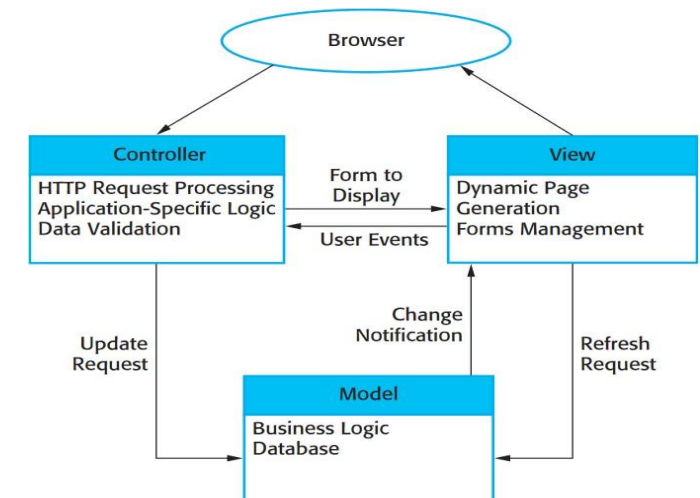 Browser
Controller
HTTP Request Processing
Application-Specific Logic
Data Validation
Form to
Display
User Events
View
Dynamic Page
Generation
Forms Management
Update
Request
Change
Notification
Refresh
Request
Model
Business Logic
Database